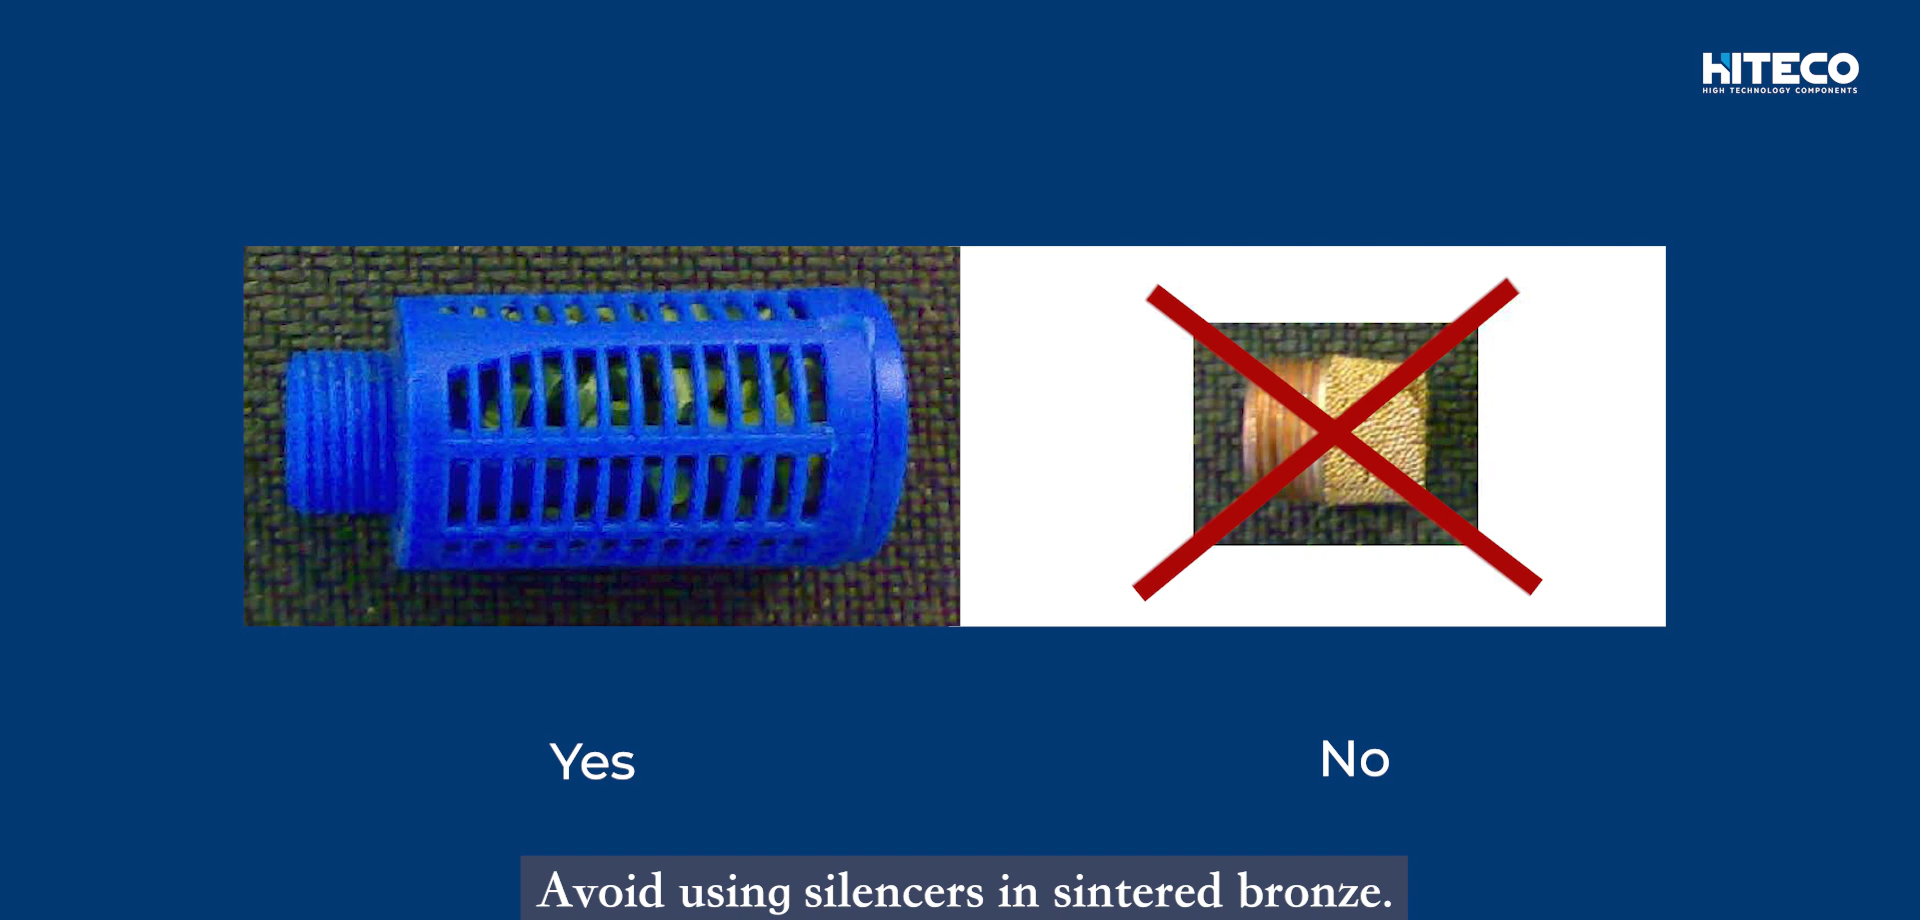 HITECO
HIGH TECHNOLOGY COMPONENTS
Yes
No
Avoid using silencers in sintered bronze.